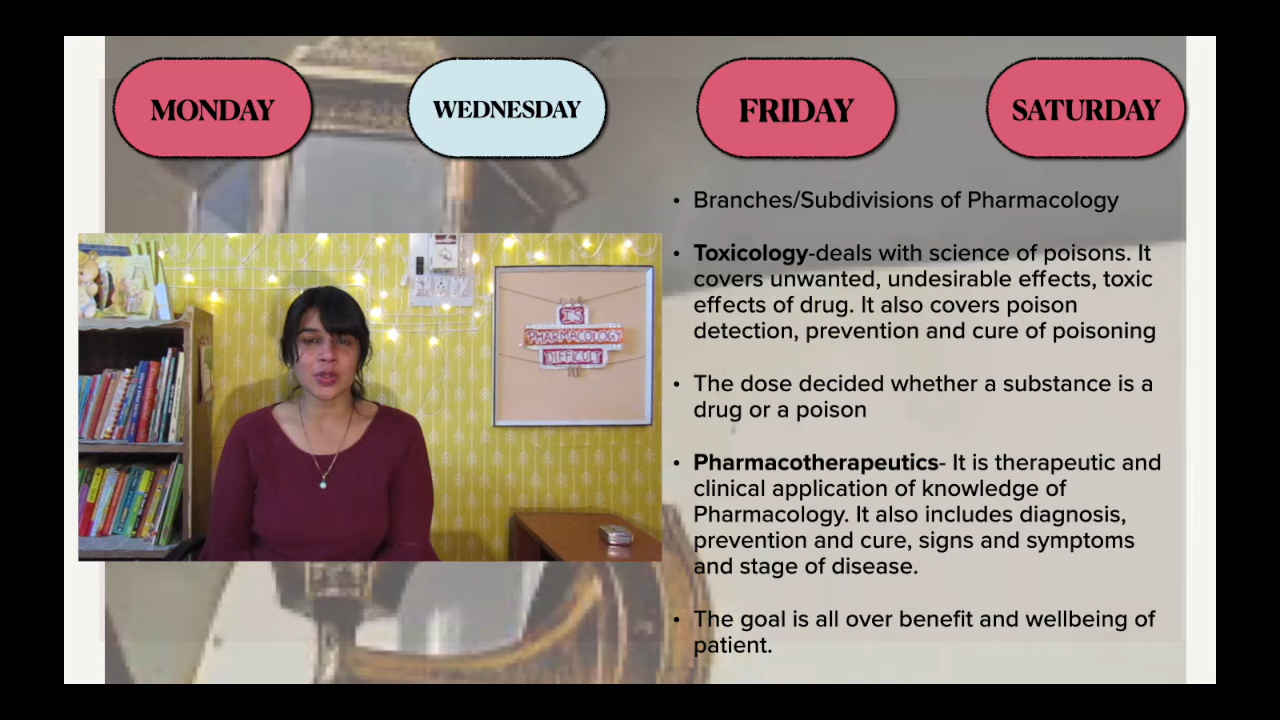 MONDAY
WEDNESDAY
FRIDAY
SATURDAY
• Branches/Subdivisions of Pharmacology
• Toxicology-deals with science of poisons. It
covers unwanted, undesirable effects, toxic
effects of drug. It also covers poison
detection, prevention and cure of poisoning
• The dose decided whether a substance is a
drug or a poison
• Pharmacotherapeutics- It is therapeutic and
clinical application of knowledge of
Pharmacology. It also includes diagnosis,
prevention and cure, signs and symptoms
and stage of disease.
• The goal is all over benefit and wellbeing of
patient.
IS
PHARMACOLOGY
DIFFICULT